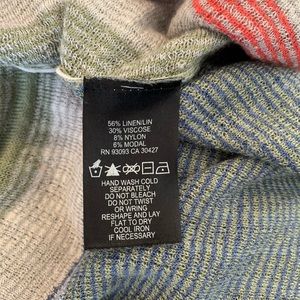 56% LINEN/LIN
30% VISCOSE
8% NYLON
6% MODAL
RN 93093 CA 30427
HAND WASH COLD
SEPARATELY
DO NOT BLEACH
DO NOT TWIST
OR WRING
RESHAPE AND LAY
FLAT TO DRY
COOL IRON
IF NECESSARY